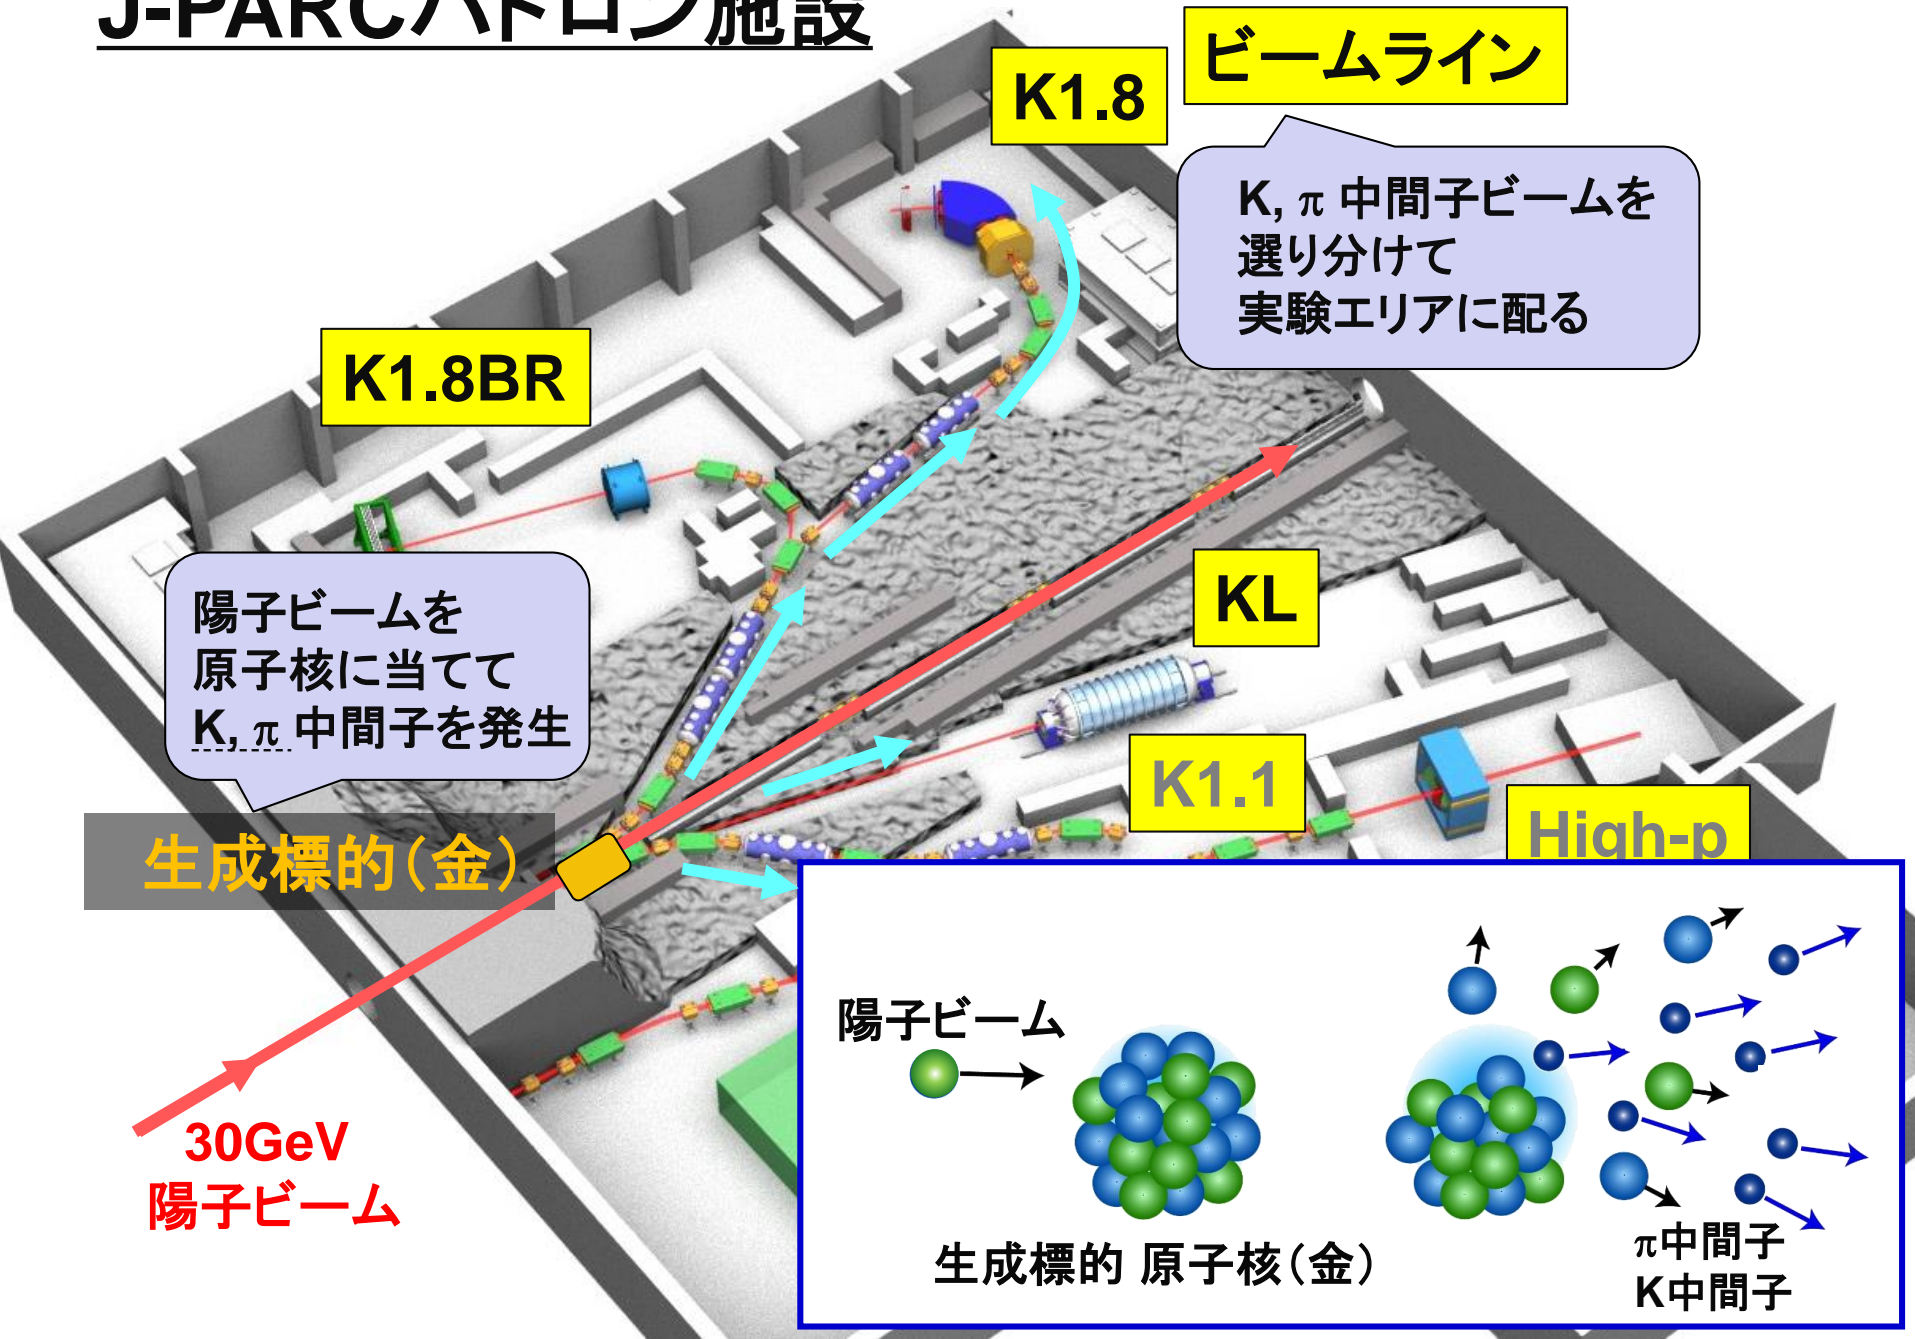 J-PARCハドロン施設
K1.8
ビームライン
K, π 中間子ビームを
選り分けて
実験エリアに配る
K1.8BR
陽子ビームを
原子核に当てて
K, π 中間子を発生
KL
K1.1
High-p
生成標的（金）
30GeV
陽子ビーム
陽子ビーム
生成標的 原子核（金）
π中間子
K中間子